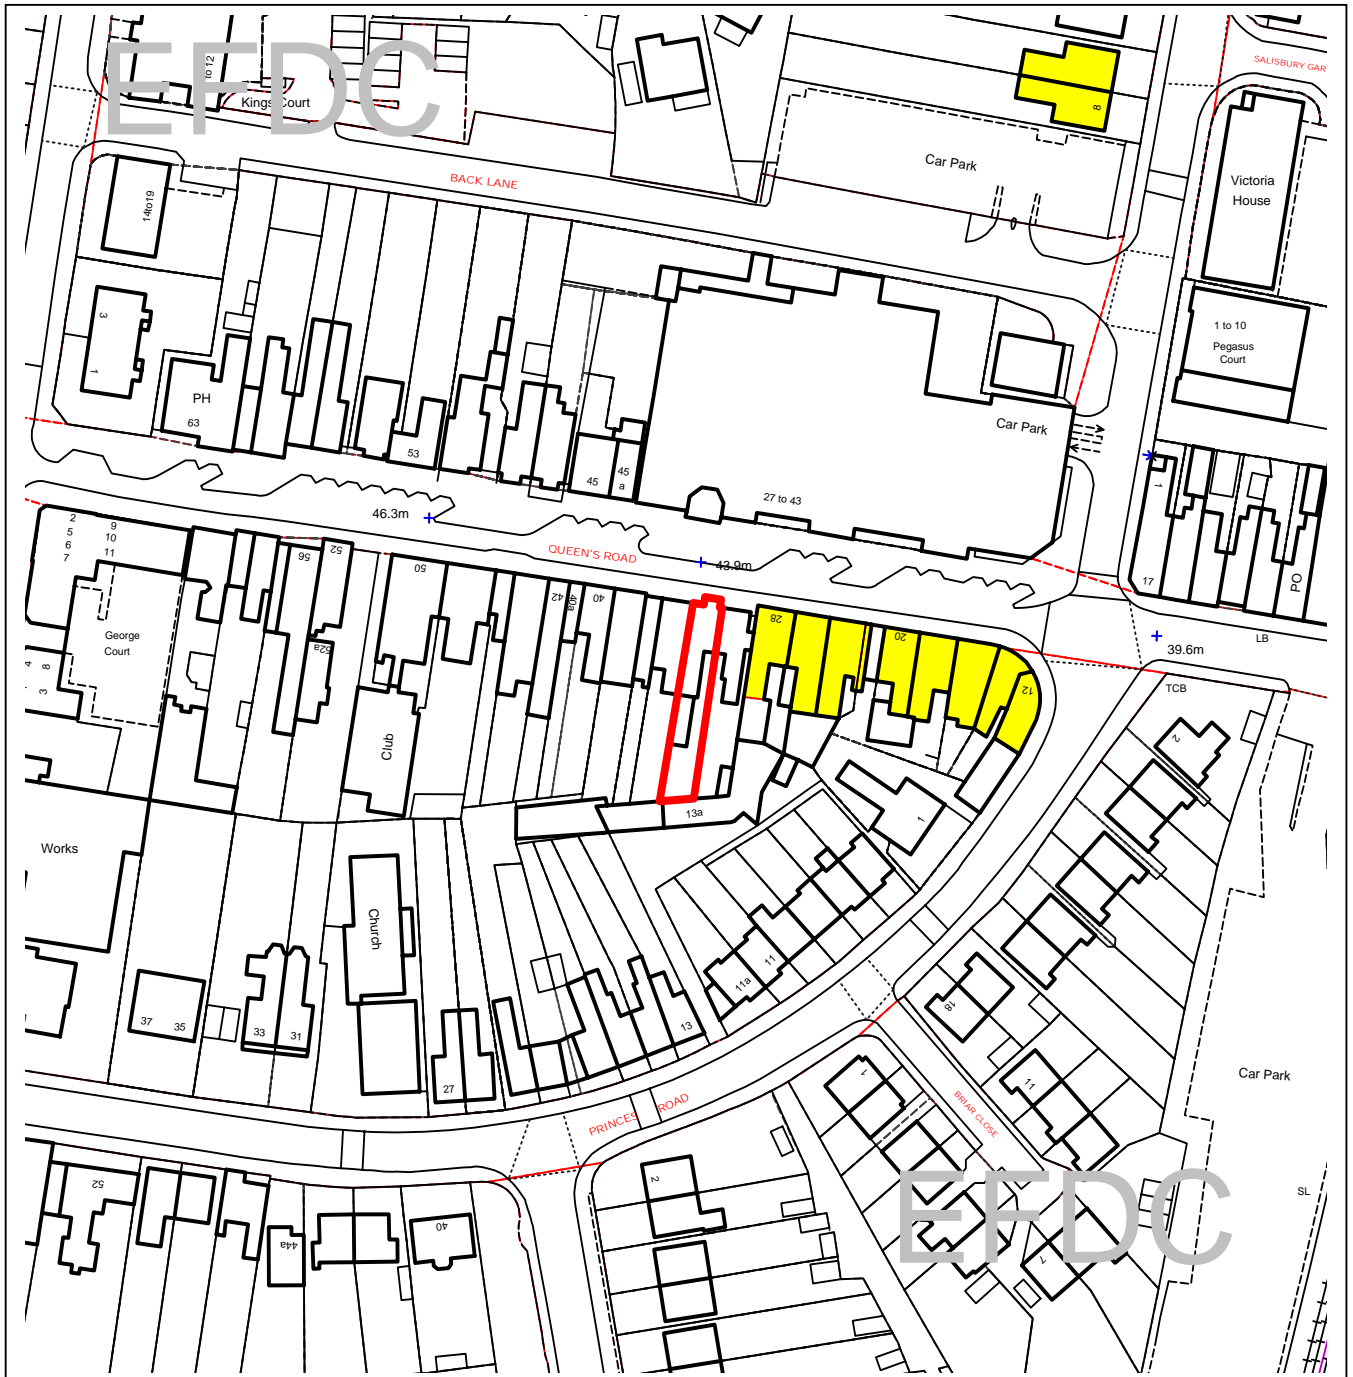 EFDC
to 12
Kings Court
SALISBURY GAR
8
Car Park
BACK LANE
Victoria
House
14to19
3
1
1 to 10
Pegasus
Court
PH
63
53
45
45
a
Car Park
27 to 43
1
17
PO
46.3m
QUEEN'S ROAD
43.9m
LB
39.6m
TCB
2
5
6
7
9
10
11
56
52
50
42
40a
40
28
20
12
George
Court
52a
4
8
3
Club
2
13a
1
Works
Church
11
11a
18
37
35
33
31
13
27
1
11
Car Park
BRIAR CLOSE
PRINCES ROAD
52
2
44a
40
EFDC
7
SL